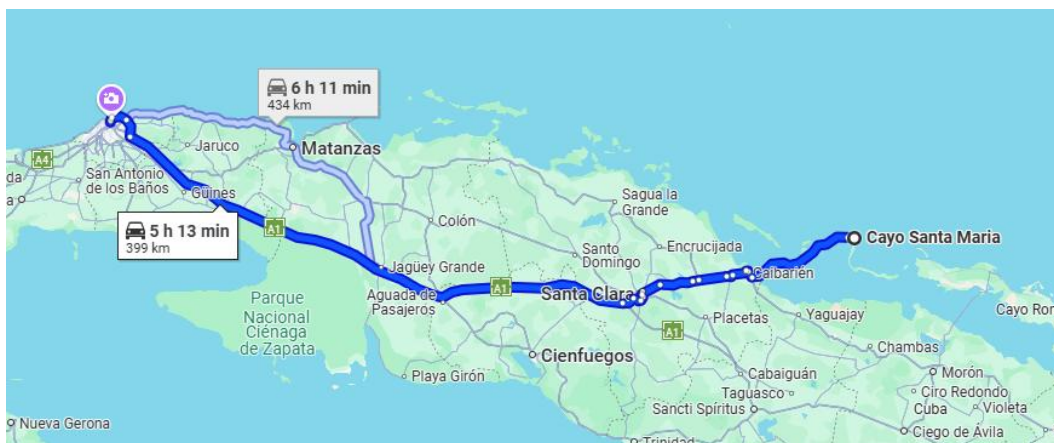 6 h 11 min
434 km
A4
Jaruco
Matanzas
San Antonio
de los Baños
Güines
5 h 13 min
399 km
A1
Colón
Sagua la
Grande
Santo
Domingo
Encrucijada
Cayo Santa Maria
Caibarién
Jagüey Grande
Aguada de
Pasajeros
A1
Santa Clara
Parque
Nacional
Ciénaga
de Zapata
A1
Placetas
Yaguajay
Cayo Ron
Cienfuegos
Chambas
Playa Girón
Cabaiguán
Taguasco
Morón
Ciro Redondo
Cuba
Violeta
Sancti Spíritus
Nueva Gerona
Trinidad
Ciego de Ávila